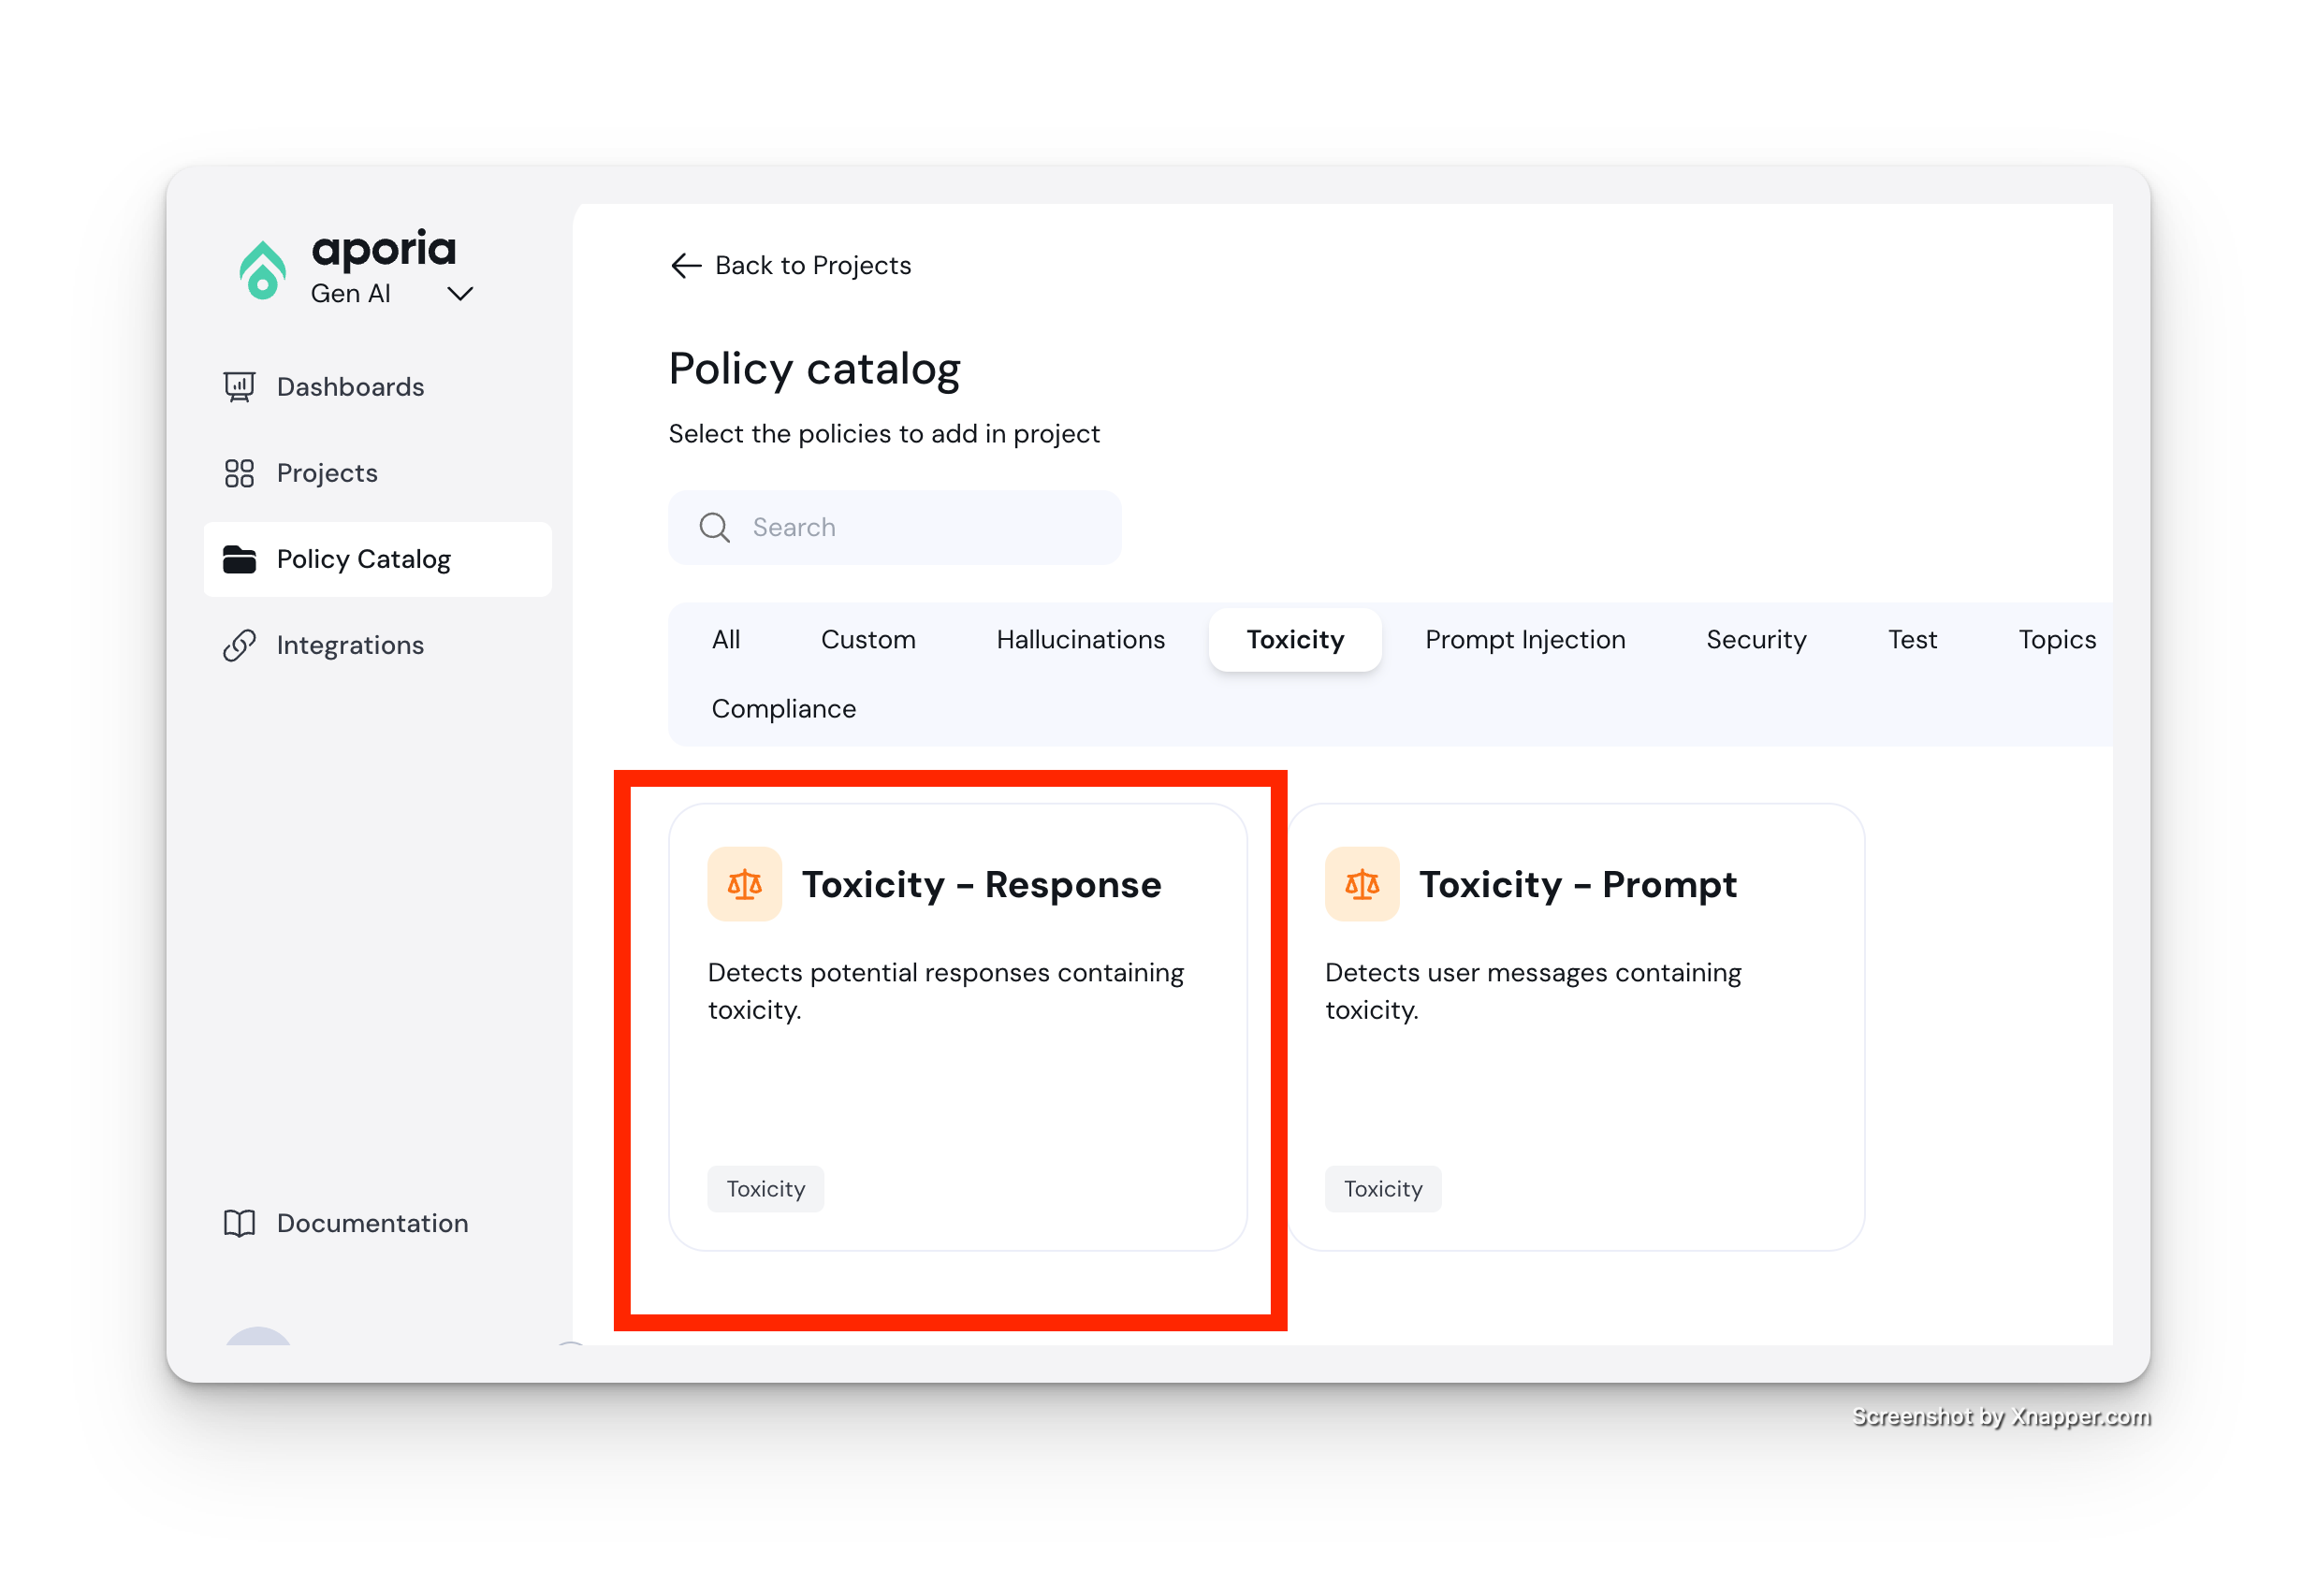 aporia
Gen AI
Dashboards
Projects
Policy Catalog
Integrations
Documentation
Back to Projects
Policy catalog
Select the policies to add in project
Search
All Custom Hallucinations Toxicity Prompt Injection Security Test Topics
Compliance
Toxicity - Response
Detects potential responses containing
toxicity.
Toxicity
Toxicity - Prompt
Detects user messages containing
toxicity.
Toxicity
Screenshot by Xnapper.com